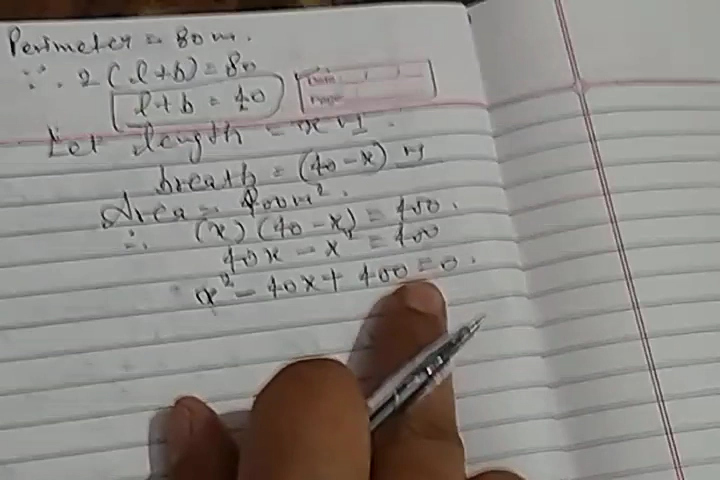 Perimeter = 80 m.
∵ 2(l+b) = 80
l+b = 40
Let length = x M.
breath = (40-x) M
Area = 400 m².
∴ (x) (40-x) = 400.
40x - x² = 400
x² - 40x + 400 = 0.